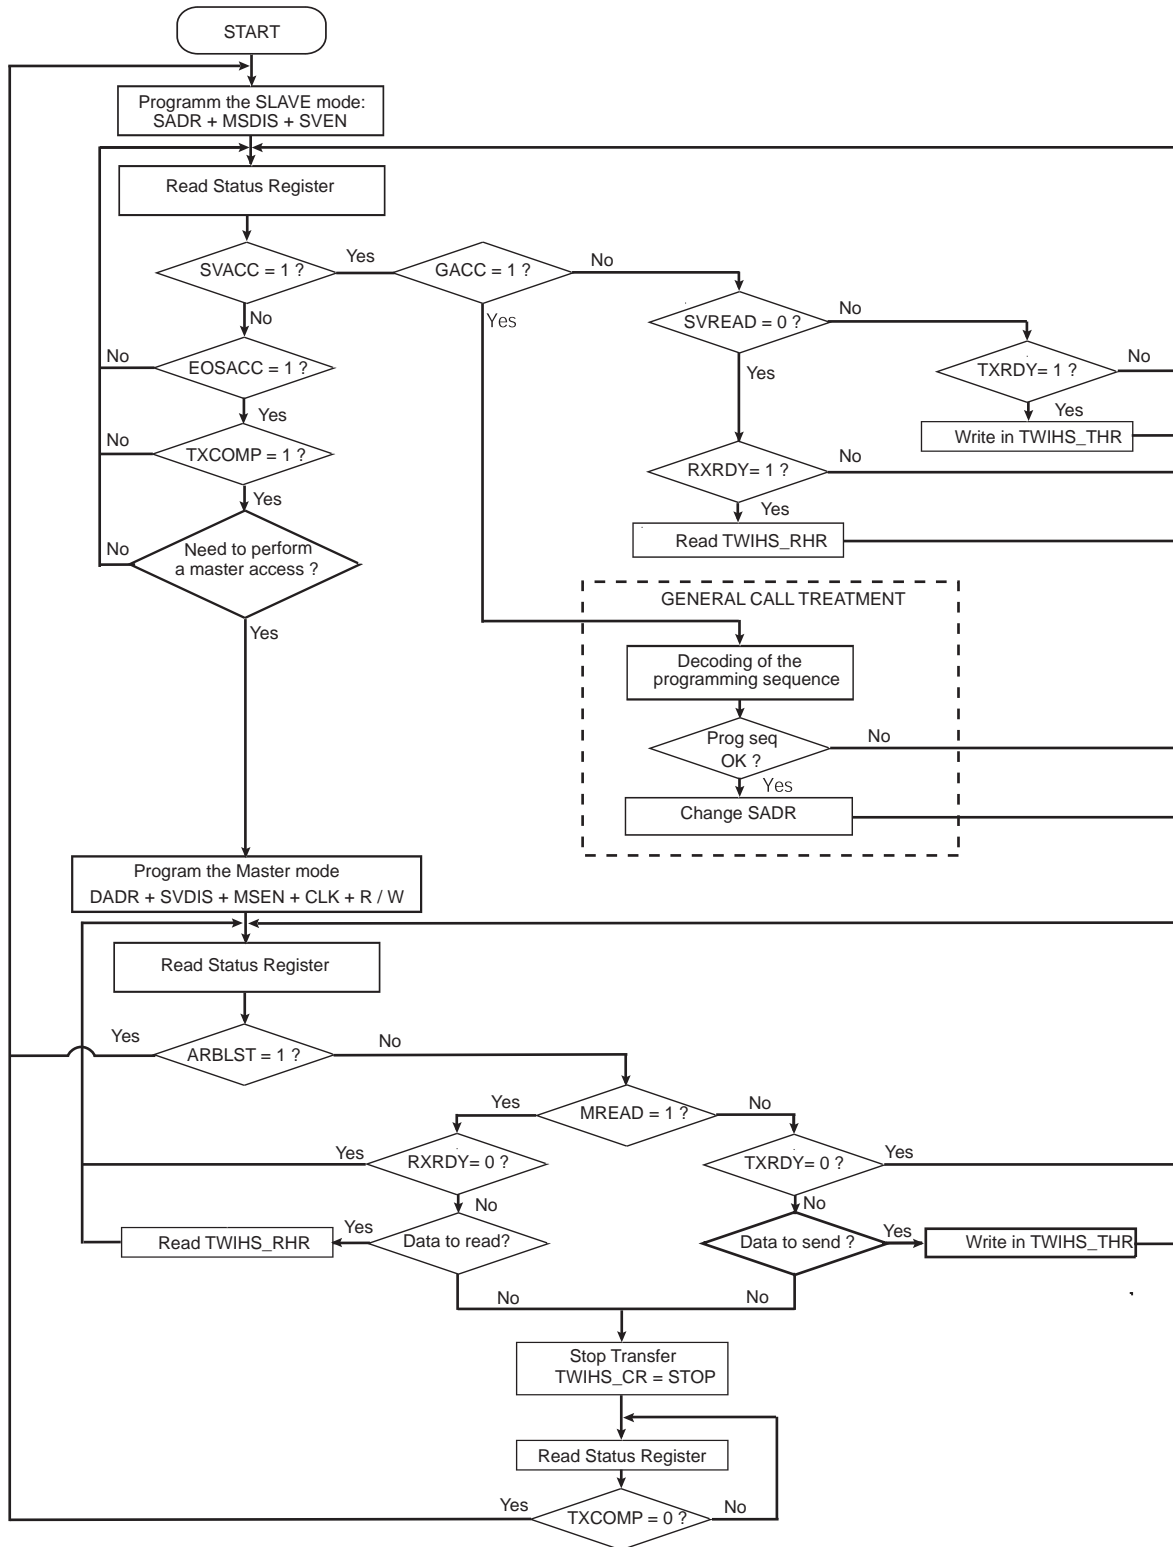 START
Programm the SLAVE mode:
SADR + MSDIS + SVEN
Read Status Register
SVACC = 1 ?
Yes
GACC = 1 ?
No
No
Yes
SVREAD = 0 ?
No
EOSACC = 1 ?
No
Yes
TXRDY= 1 ?
No
Yes
Yes
Write in TWIHS_THR
TXCOMP = 1 ?
No
RXRDY= 1 ?
No
Yes
Yes
Read TWIHS_RHR
Need to perform
a master access ?
No
Yes
GENERAL CALL TREATMENT
Decoding of the
programming sequence
Prog seq
OK ?
No
Yes
Change SADR
Program the Master mode
DADR + SVDIS + MSEN + CLK + R / W
Read Status Register
Yes
ARBLST = 1 ?
No
Yes
MREAD = 1 ?
No
Yes
RXRDY= 0 ?
TXRDY= 0 ?
Yes
No
No
Read TWIHS_RHR
Yes
Data to read?
Data to send ?
Yes
Write in TWIHS_THR
No
No
Stop Transfer
TWIHS_CR = STOP
Read Status Register
Yes
TXCOMP = 0 ?
No